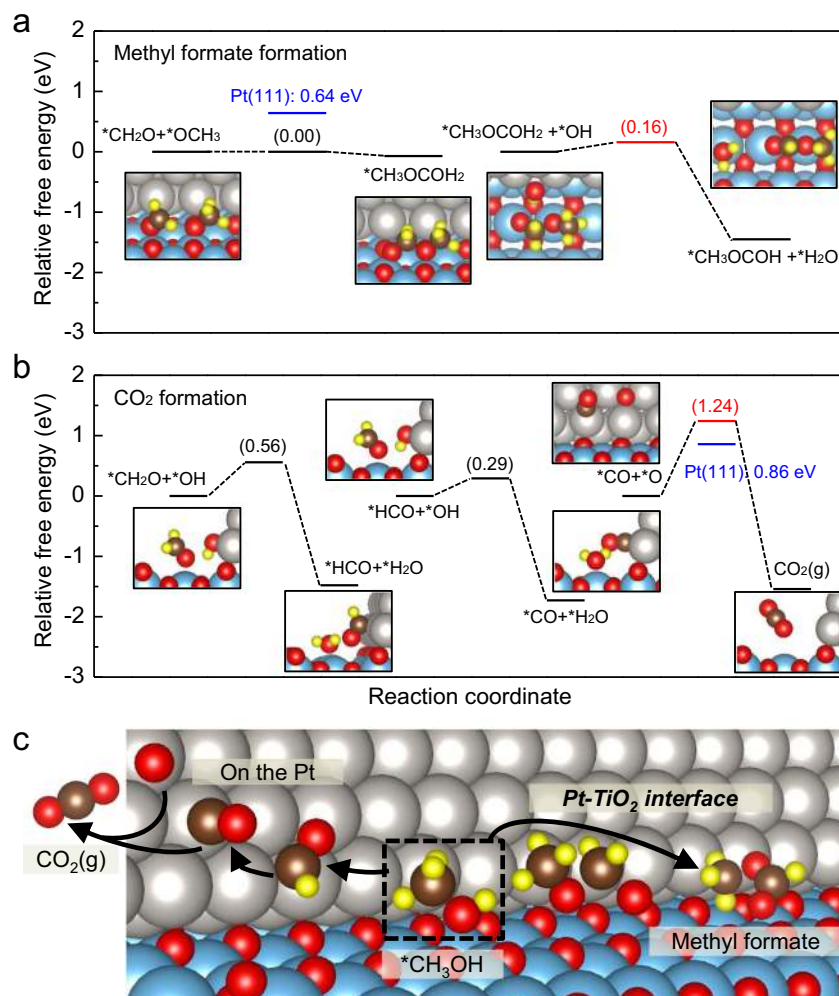 a
Methyl formate formation
Relative free energy (eV)
2
1
0
-1
-2
-3
Pt(111): 0.64 eV
*CH2O+*OCH3
(0.00)
*CH3OCOH2
*CH3OCOH2 +*OH
(0.16)
*CH3OCOH +*H2O
b
CO2 formation
Relative free energy (eV)
2
1
0
-1
-2
-3
*CH2O+*OH
(0.56)
*HCO+*H2O
*HCO+*OH
(0.29)
*CO+*H2O
*CO+*O
(1.24)
Pt(111): 0.86 eV
CO2(g)
Reaction coordinate
c
On the Pt
Pt-TiO2 interface
CO2(g)
*CH3OH
Methyl formate